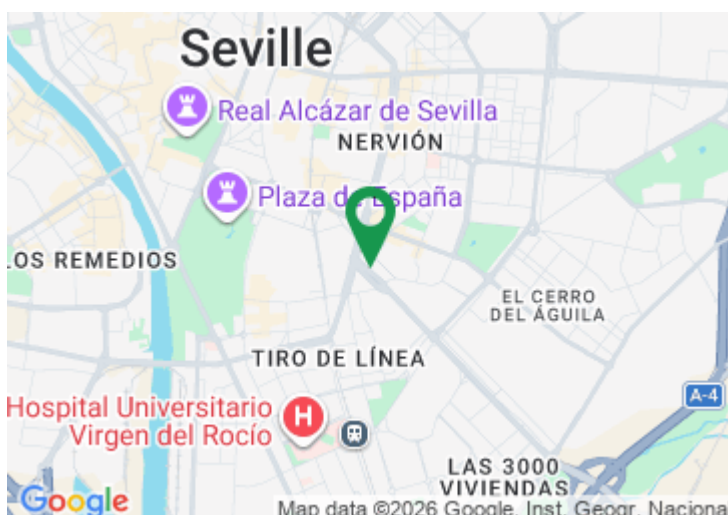 Seville
Real Alcázar de Sevilla
NERVIÓN
Plaza de España
LOS REMEDIOS
EL CERRO
DEL ÁGUILA
TIRO DE LÍNEA
A-4
Hospital Universitario
Virgen del Rocío
H
LAS 3000
VIVIENDAS
Google
Map data ©2026 Google, Inst. Geogr. Naciona